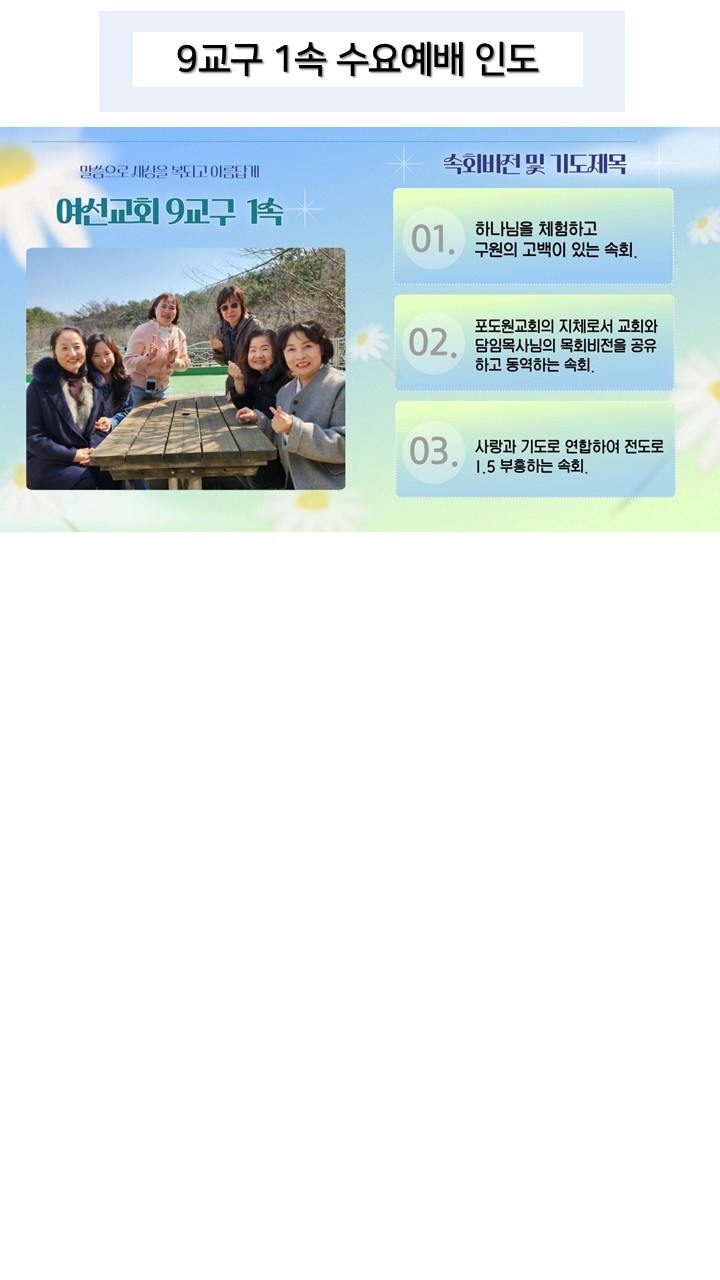 9교구 1속 수요예배 인도
말씀으로 세상을 복되고 아름답게
여선교회 9교구 1속
속회비전 및 기도제목
01.
하나님을 체험하고
구원의 고백이 있는 속회.
02.
포도원교회의 지체로서 교회와
담임목사님의 목회비전을 공유
하고 동역하는 속회.
03.
사랑과 기도로 연합하여 전도로
1.5 부흥하는 속회.